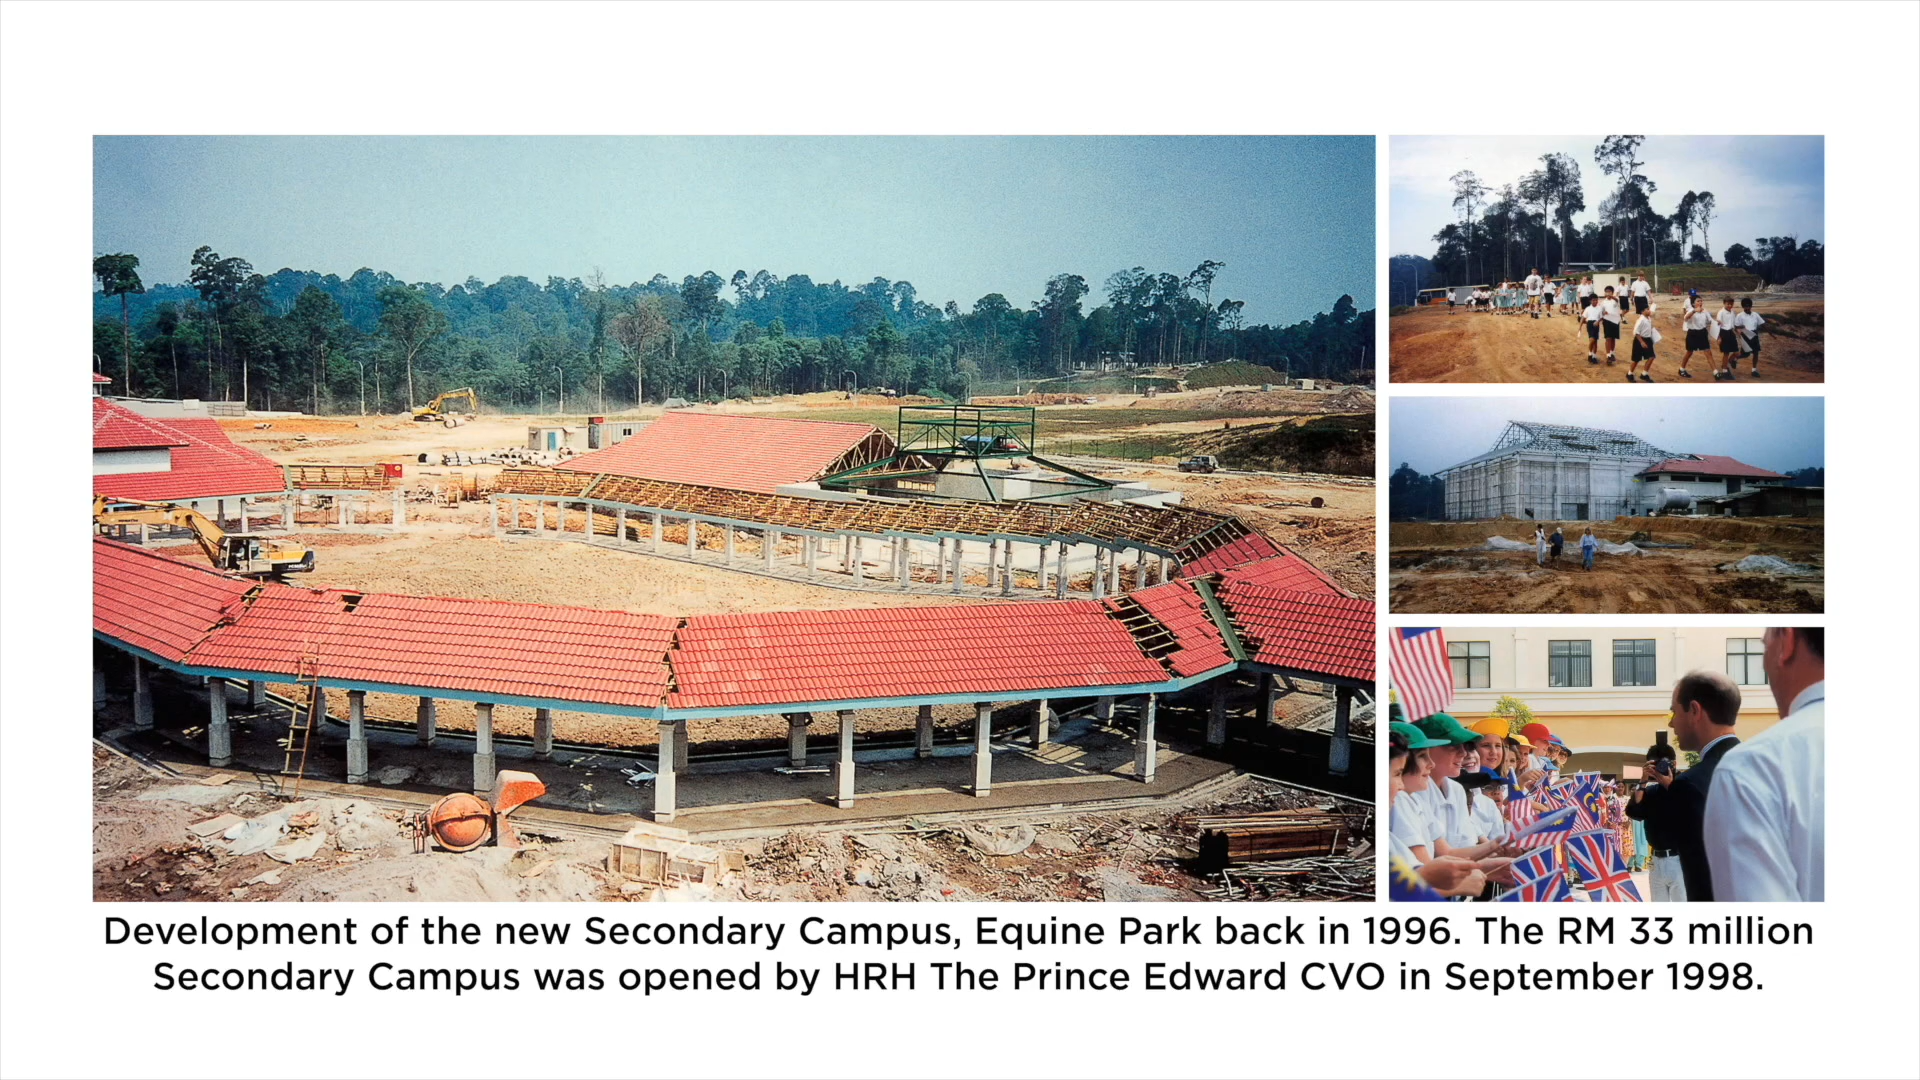 Development of the new Secondary Campus, Equine Park back in 1996. The RM 33 million
Secondary Campus was opened by HRH The Prince Edward CVO in September 1998.